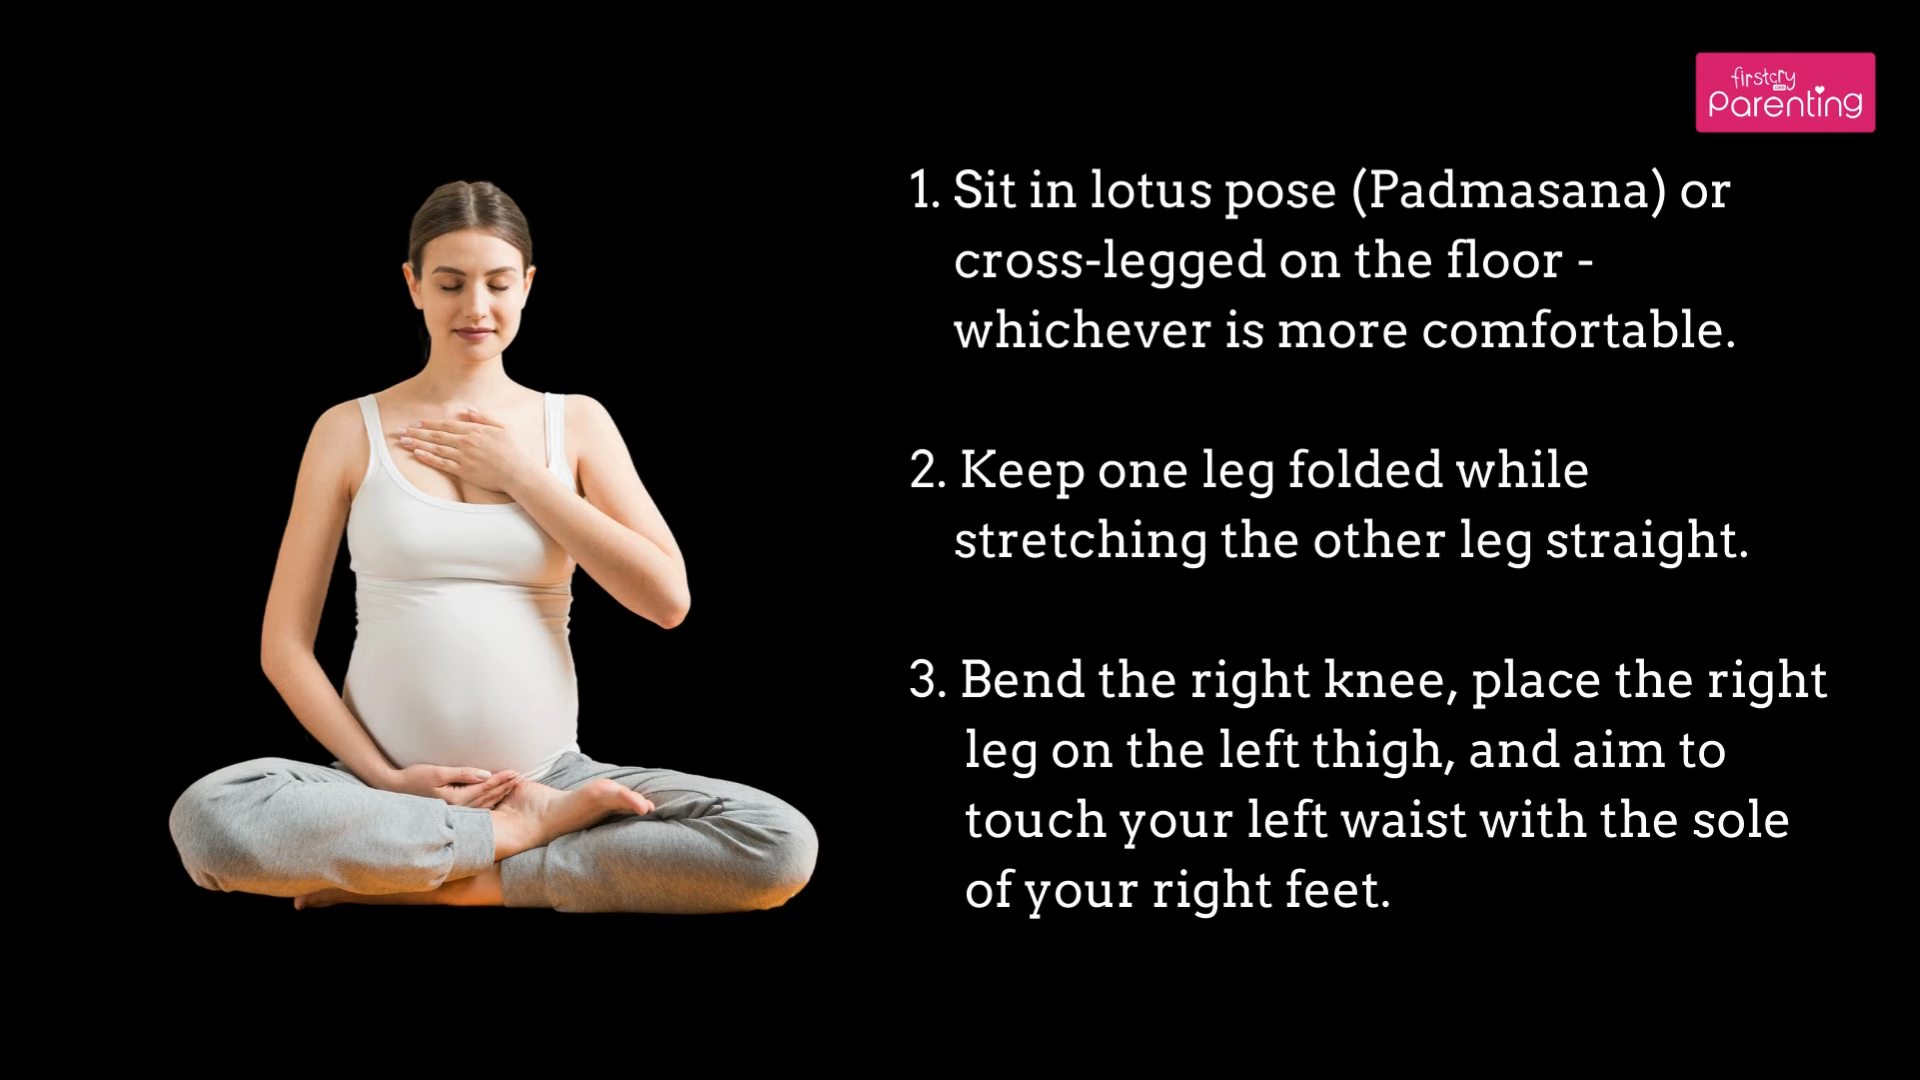 firstcry
.com
Parenting
1. Sit in lotus pose (Padmasana) or
cross-legged on the floor -
whichever is more comfortable.
2. Keep one leg folded while
stretching the other leg straight.
3. Bend the right knee, place the right
leg on the left thigh, and aim to
touch your left waist with the sole
of your right feet.